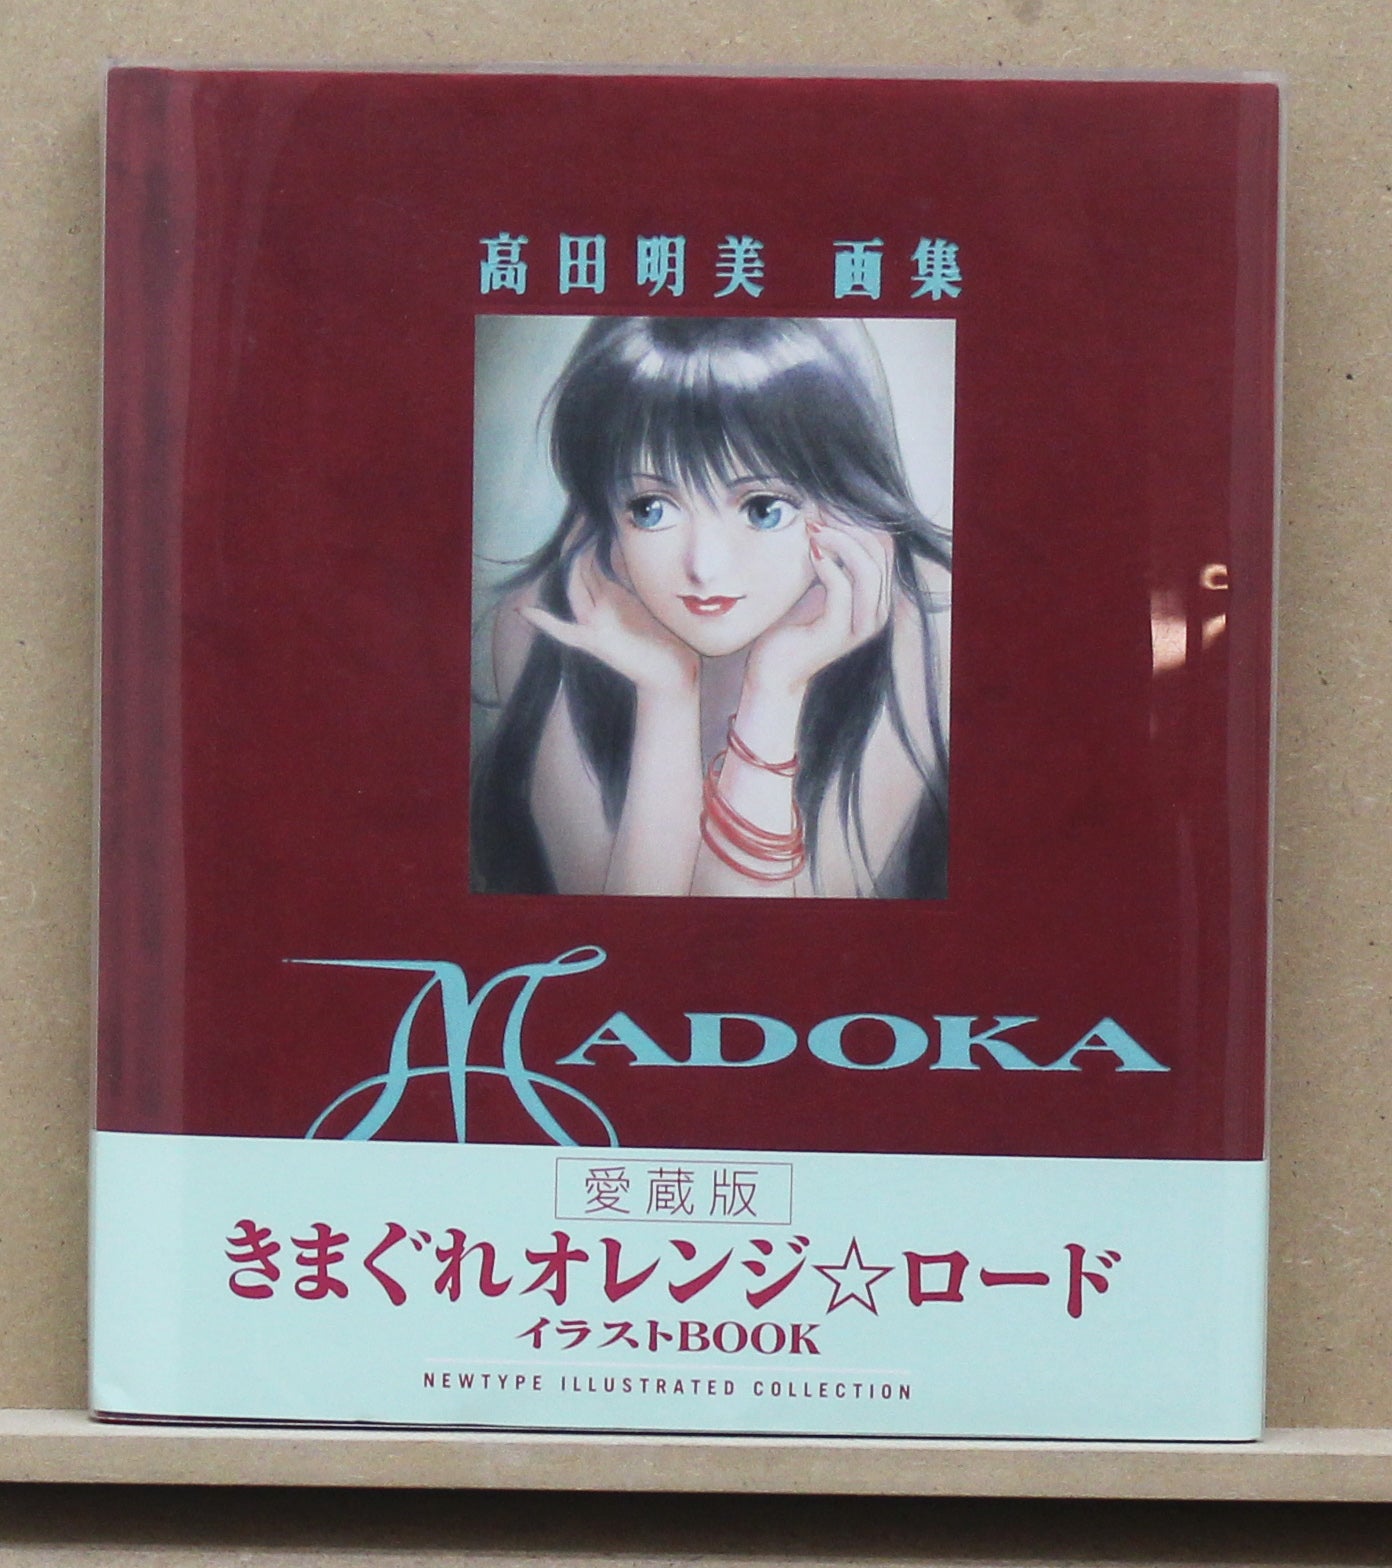 高田明美 画集
MADOKA
愛蔵版
きまぐれオレンジ☆ロード
イラストBOOK
NEWTYPE ILLUSTRATED COLLECTION